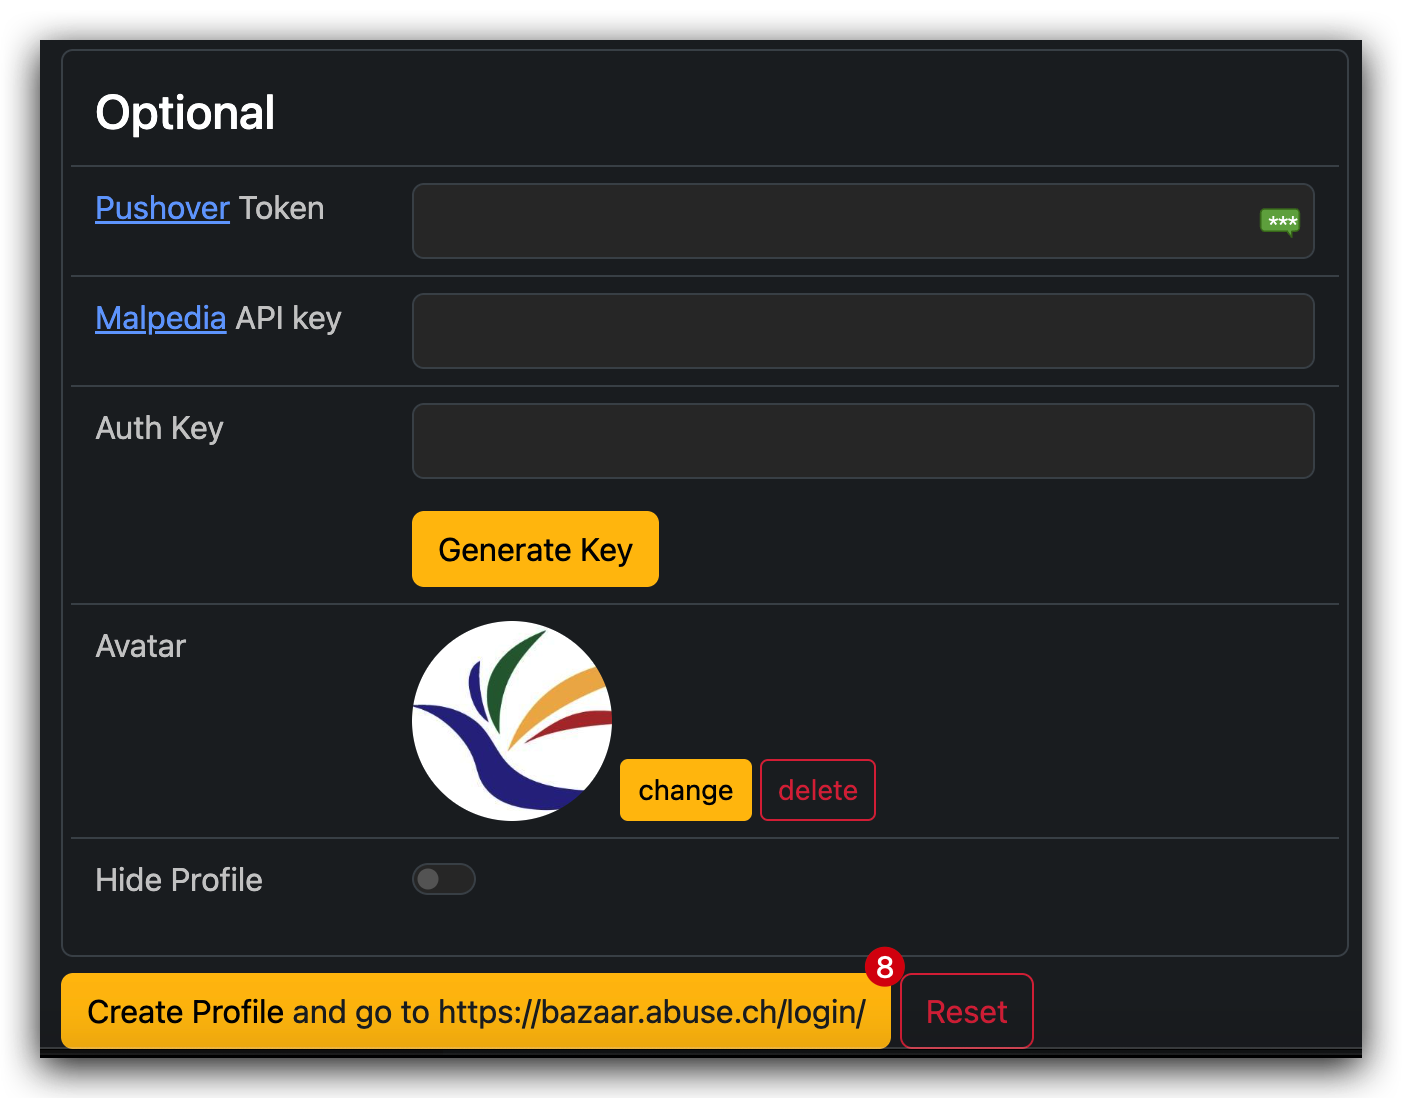 Optional
Pushover Token
***
Malpedia API key
Auth Key
Generate Key
Avatar
change
delete
Hide Profile
8
Create Profile and go to https://bazaar.abuse.ch/login/
Reset